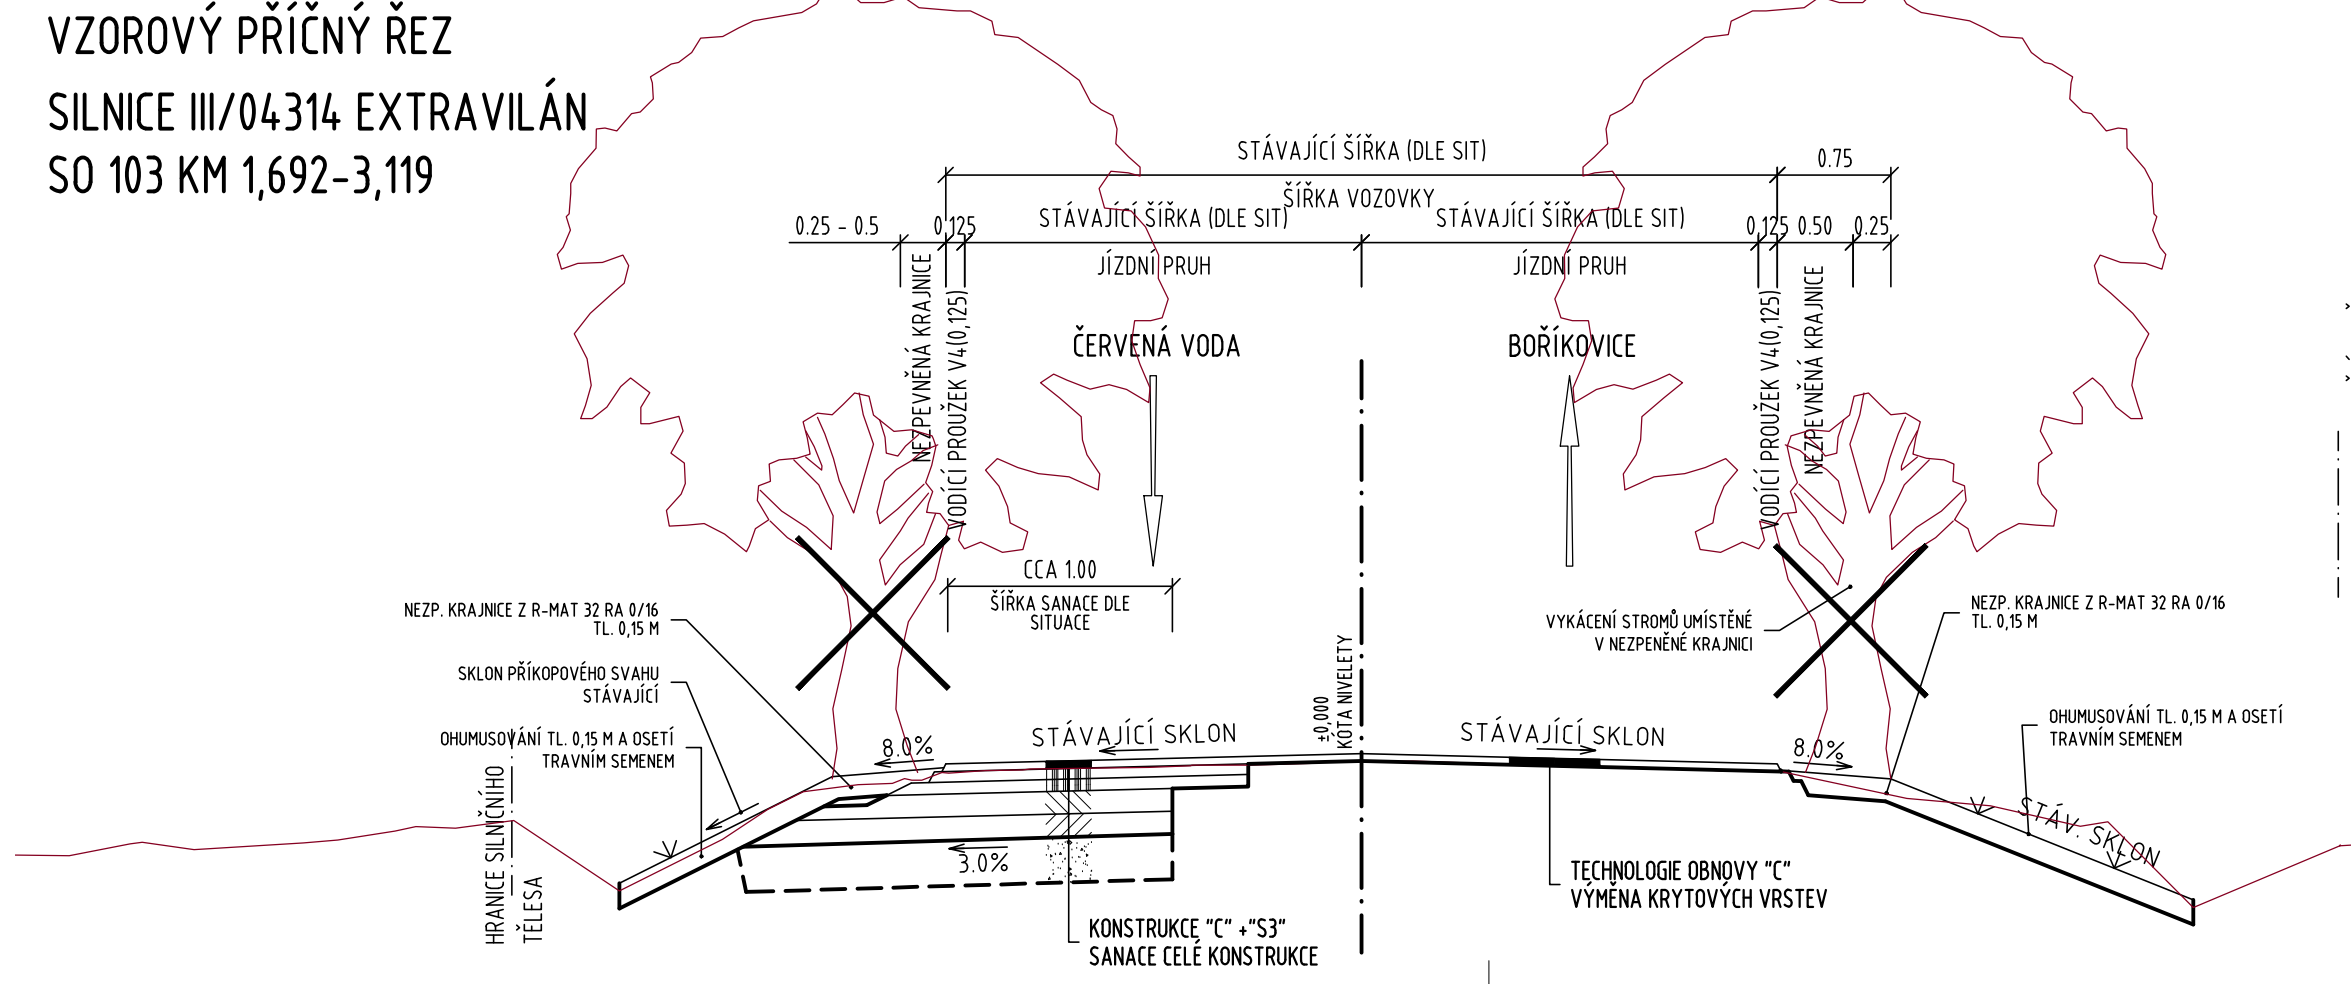 VZOROVÝ PŘÍČNÝ ŘEZ
SILNICE III/04314 EXTRAVILÁN
SO 103 KM 1,692-3,119
STÁVAJÍCÍ ŠÍŘKA (DLE SIT)
0.75
ŠÍŘKA VOZOVKY
0.25 - 0.5
0.125
STÁVAJÍCÍ ŠÍŘKA (DLE SIT)
STÁVAJÍCÍ ŠÍŘKA (DLE SIT)
0.125
0.50
0.25
JÍZDNÍ PRUH
JÍZDNÍ PRUH
NEZPEVNĚNÁ KRAJNICE
VODÍCÍ PROUŽEK V4(0,125)
VODÍCÍ PROUŽEK V4(0,125)
NEZPEVNĚNÁ KRAJNICE
ČERVENÁ VODA
BOŘÍKOVICE
CCA 1.00
ŠÍŘKA SANACE DLE
SITUACE
NEZP. KRAJNICE Z R-MAT 32 RA 0/16
TL. 0,15 M
VYKÁCENÍ STROMŮ UMÍSTĚNÉ
V NEZPENĚNÉ KRAJNICI
NEZP. KRAJNICE Z R-MAT 32 RA 0/16
TL. 0,15 M
SKLON PŘÍKOPOVÉHO SVAHU
STÁVAJÍCÍ
±0,000
KÓTA NIVELETY
OHUMUSOVÁNÍ TL. 0,15 M A OSETÍ
TRAVNÍM SEMENEM
8.0%
STÁVAJÍCÍ SKLON
STÁVAJÍCÍ SKLON
8.0%
OHUMUSOVÁNÍ TL. 0,15 M A OSETÍ
TRAVNÍM SEMENEM
STÁV. SKLON
HRANICE SILNIČNÍHO
TĚLESA
3.0%
TECHNOLOGIE OBNOVY "C"
VÝMĚNA KRYTOVÝCH VRSTEV
KONSTRUKCE "C" +"S3"
SANACE CELÉ KONSTRUKCE